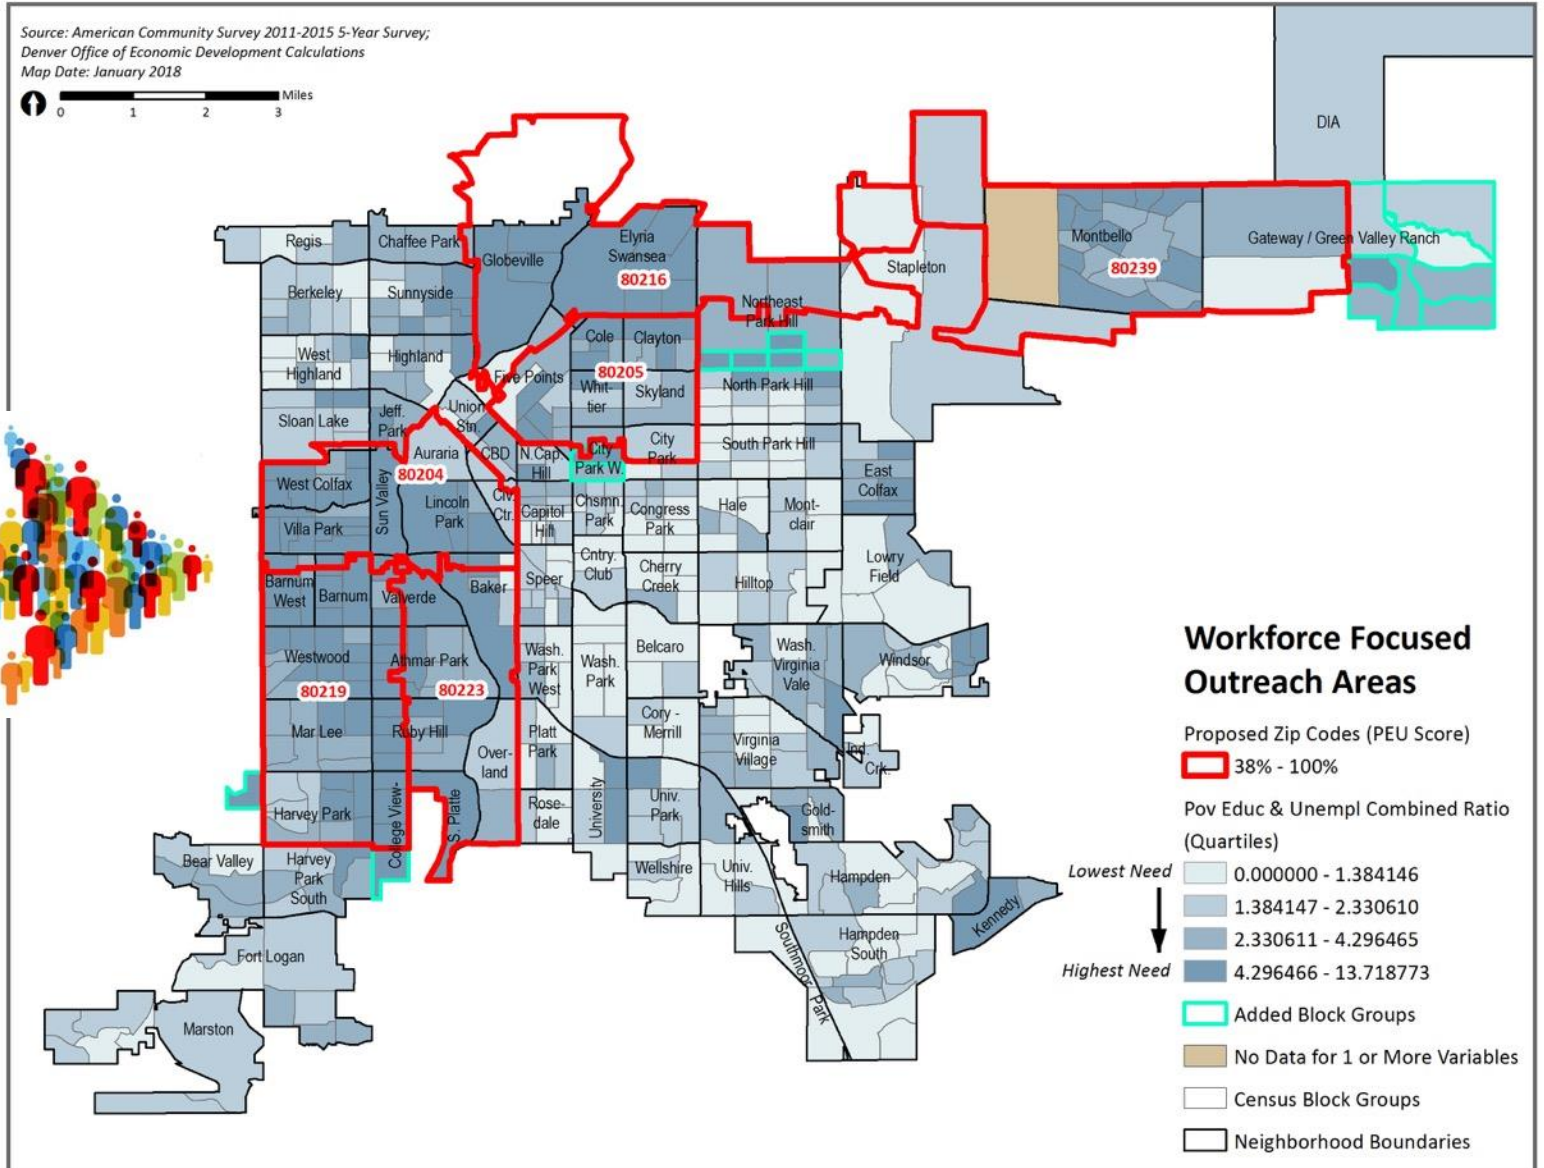 Source: American Community Survey 2011-2015 5-Year Survey;
Denver Office of Economic Development Calculations
Map Date: January 2018
Miles
0 1 2 3
DIA
Regis
Chaffee Park
Globeville
Elyria
Swansea
80216
Stapleton
Montbello
80239
Gateway / Green Valley Ranch
Berkeley
Sunnyside
Northeast
Park Hill
West
Highland
Highland
Five Points
Cole
Clayton
80205
Whit-
tier
Skyland
North Park Hill
Sloan Lake
Jeff.
Park
Union
Stn.
Auraria
CBD
N.Cap.
Hill
City
Park W.
City
Park
South Park Hill
80204
East
Colfax
West Colfax
Sun Valley
Lincoln
Park
Civ.
Ctr.
Capitol
Hill
Chsmn.
Park
Congress
Park
Hale
Mont-
clair
Villa Park
Barnum
West
Barnum
Valverde
Baker
Speer
Cntry.
Club
Cherry
Creek
Hilltop
Lowry
Field
Westwood
Athmar Park
80219
80223
Wash.
Park
West
Wash.
Park
Belcaro
Wash.
Virginia
Vale
Windsor
Mar Lee
Ruby Hill
Over-
land
Platt
Park
Cory -
Merrill
Virginia
Village
Ind.
Crk.
Harvey Park
College View-
S. Platte
Rose-
dale
University
Univ.
Park
Gold-
smith
Bear Valley
Harvey
Park
South
Wellshire
Univ.
Hills
Hampden
Kennedy
Fort Logan
Southmoor Park
Hampden
South
Marston
Workforce Focused
Outreach Areas
Proposed Zip Codes (PEU Score)
38% - 100%
Pov Educ & Unempl Combined Ratio
(Quartiles)
Lowest Need
0.000000 - 1.384146
1.384147 - 2.330610
2.330611 - 4.296465
Highest Need
4.296466 - 13.718773
Added Block Groups
No Data for 1 or More Variables
Census Block Groups
Neighborhood Boundaries